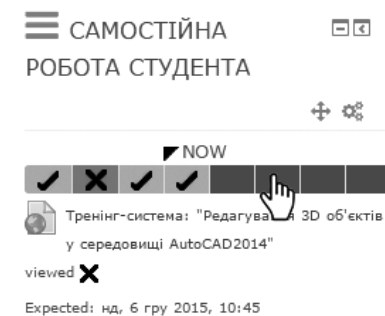 САМОСТІЙНА
РОБОТА СТУДЕНТА
NOW
Тренінг-система: "Редагування 3D об'єктів
у середовищі AutoCAD2014"
viewed
Expected: нд, 6 гру 2015, 10:45